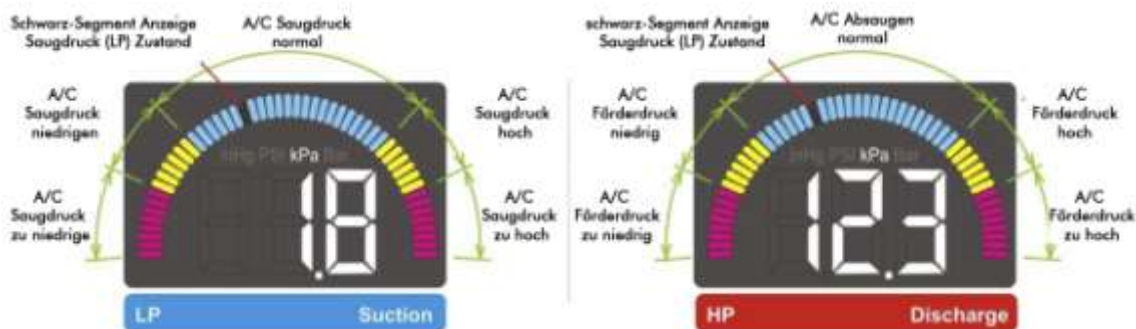 Schwarz-Segment Anzeige
Saugdruck (LP) Zustand
A/C Saugdruck
normal
A/C
Saugdruck
niedrigen
A/C
Saugdruck
hoch
inHg PSI kPa Bar
A/C
Saugdruck
zu niedrige
1.8
A/C
Saugdruck
zu hoch
LP Suction
schwarz-Segment Anzeige
Saugdruck (LP) Zustand
A/C Absaugen
normal
A/C
Förderdruck
niedrig
A/C
Förderdruck
hoch
inHg PSI kPa Bar
A/C
Förderdruck
zu niedrig
12.3
A/C
Förderdruck
zu hoch
HP Discharge